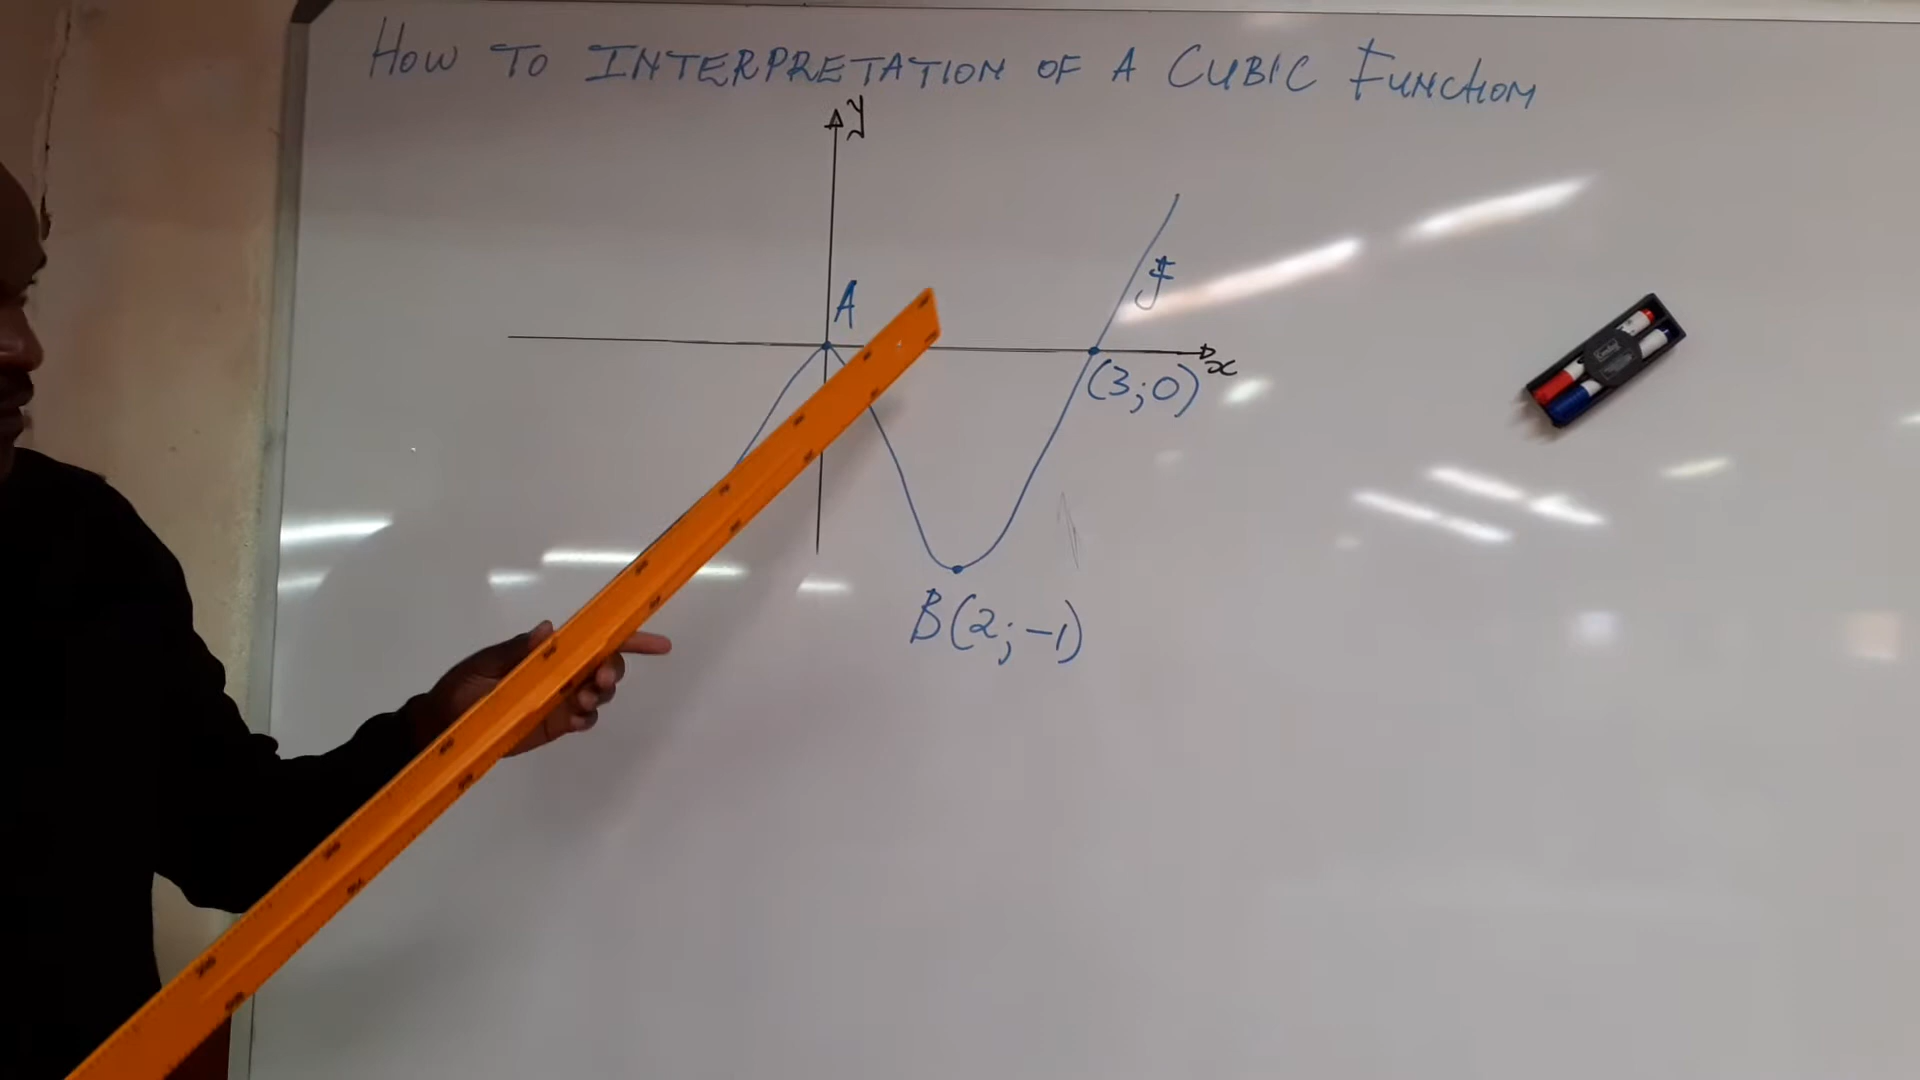 HOW TO INTERPRETATION OF A CUBIC FUNCTION
y
f
A
x
(3;0)
B(2;-1)